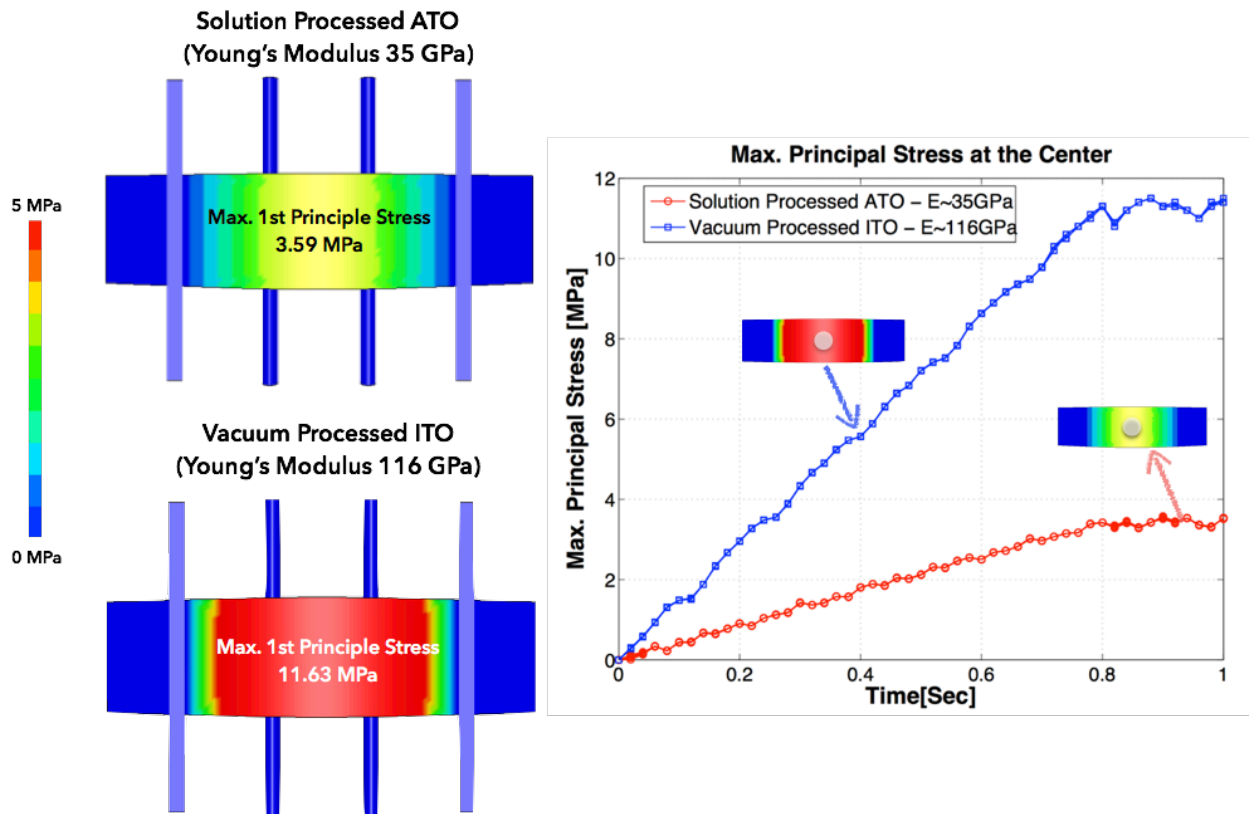 Solution Processed ATO
(Young's Modulus 35 GPa)
5 MPa
0 MPa
Max. 1st Principle Stress
3.59 MPa
Vacuum Processed ITO
(Young's Modulus 116 GPa)
Max. 1st Principle Stress
11.63 MPa
Max. Principal Stress at the Center
Solution Processed ATO – E~35GPa
Vacuum Processed ITO – E~116GPa
Max. Principal Stress [MPa]
12
10
8
6
4
2
0
0
0.2
0.4
0.6
0.8
1
Time[Sec]